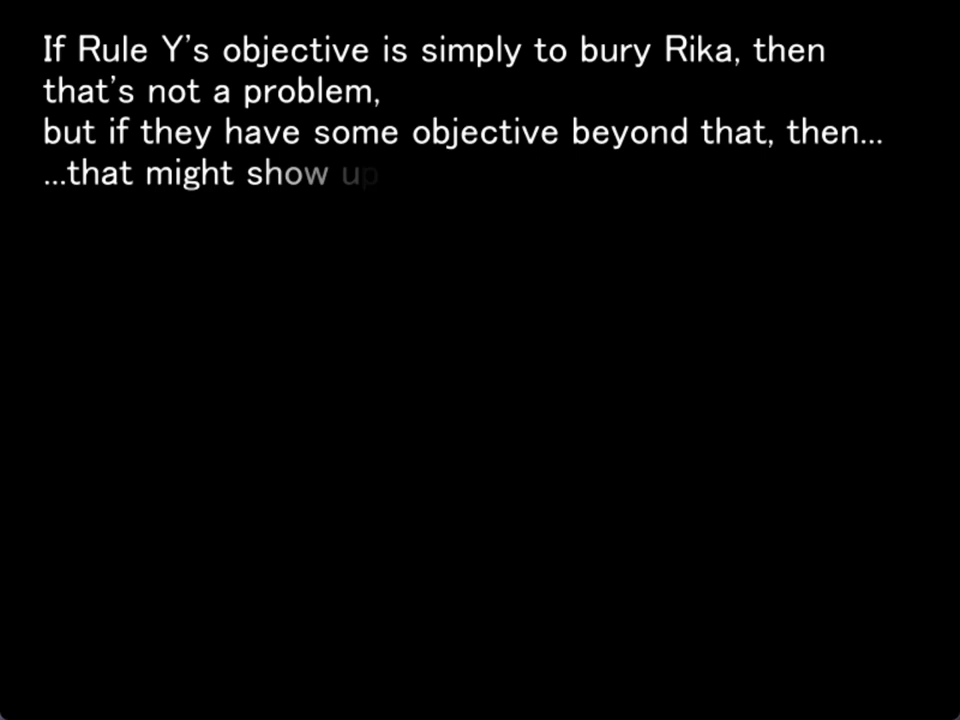 If Rule Y's objective is simply to bury Rika, then
that's not a problem,
but if they have some objective beyond that, then...
...that might show up